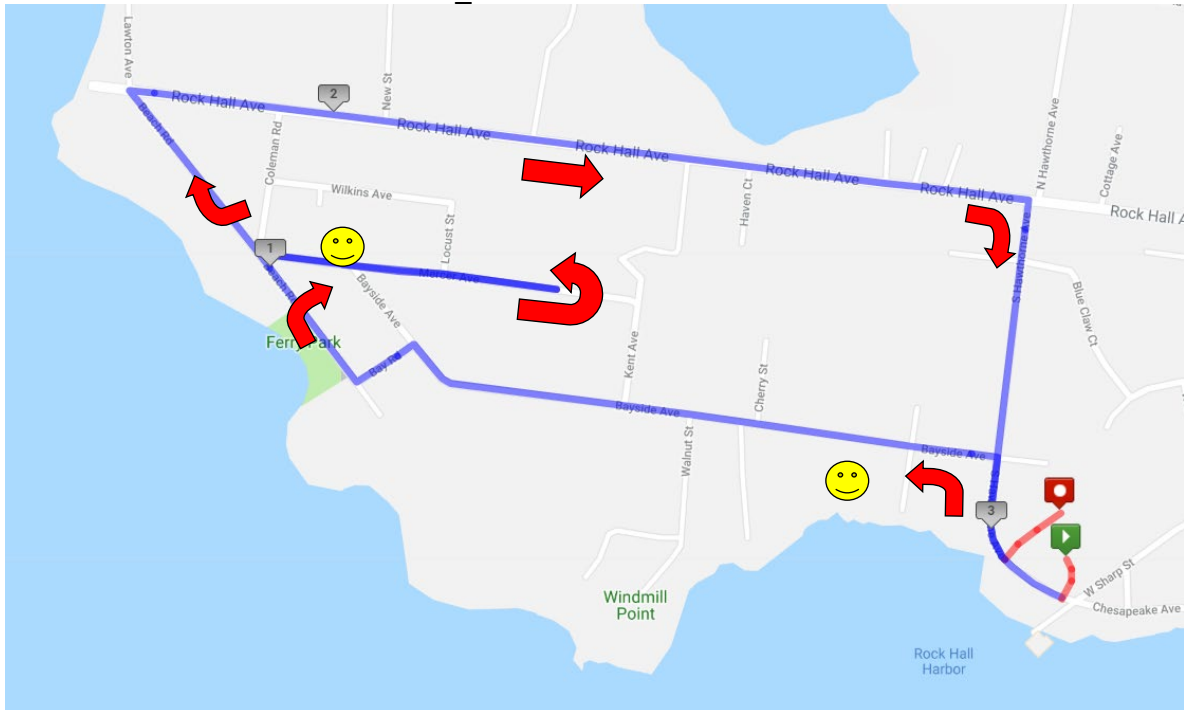 Lawton Ave
Rock Hall Ave
2
New St
Rock Hall Ave
Rock Hall Ave
Rock Hall Ave
Rock Hall Ave
N Hawthorne Ave
Cottage Ave
Rock Hall A
Beach Rd
Coleman Rd
Wilkins Ave
Haven Ct
Locust St
S Hawthorne Ave
1
Beach Rd
Mercer Ave
Bayside Ave
Blue Claw Ct
Ferry Park
Bay Rd
Kent Ave
Cherry St
Bayside Ave
Walnut St
Bayside Ave
3
W Sharp St
Windmill
Point
Chesapeake Ave
Rock Hall
Harbor